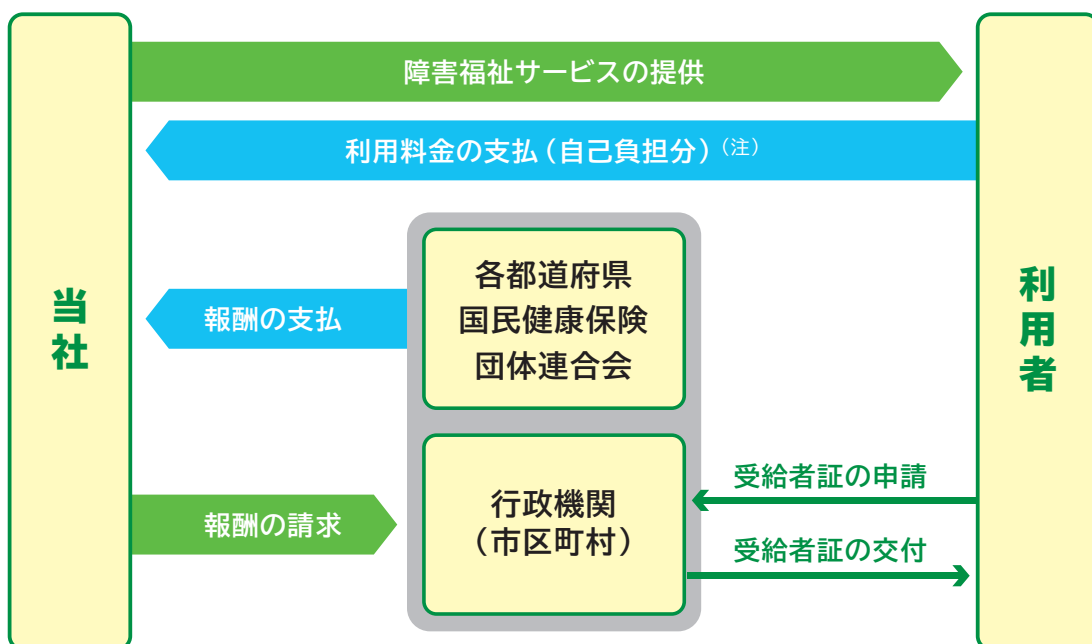 障害福祉サービスの提供
利用料金の支払（自己負担分）（注）
当社
利用者
各都道府県
国民健康保険
団体連合会
報酬の支払
行政機関
（市区町村）
報酬の請求
受給者証の申請
受給者証の交付